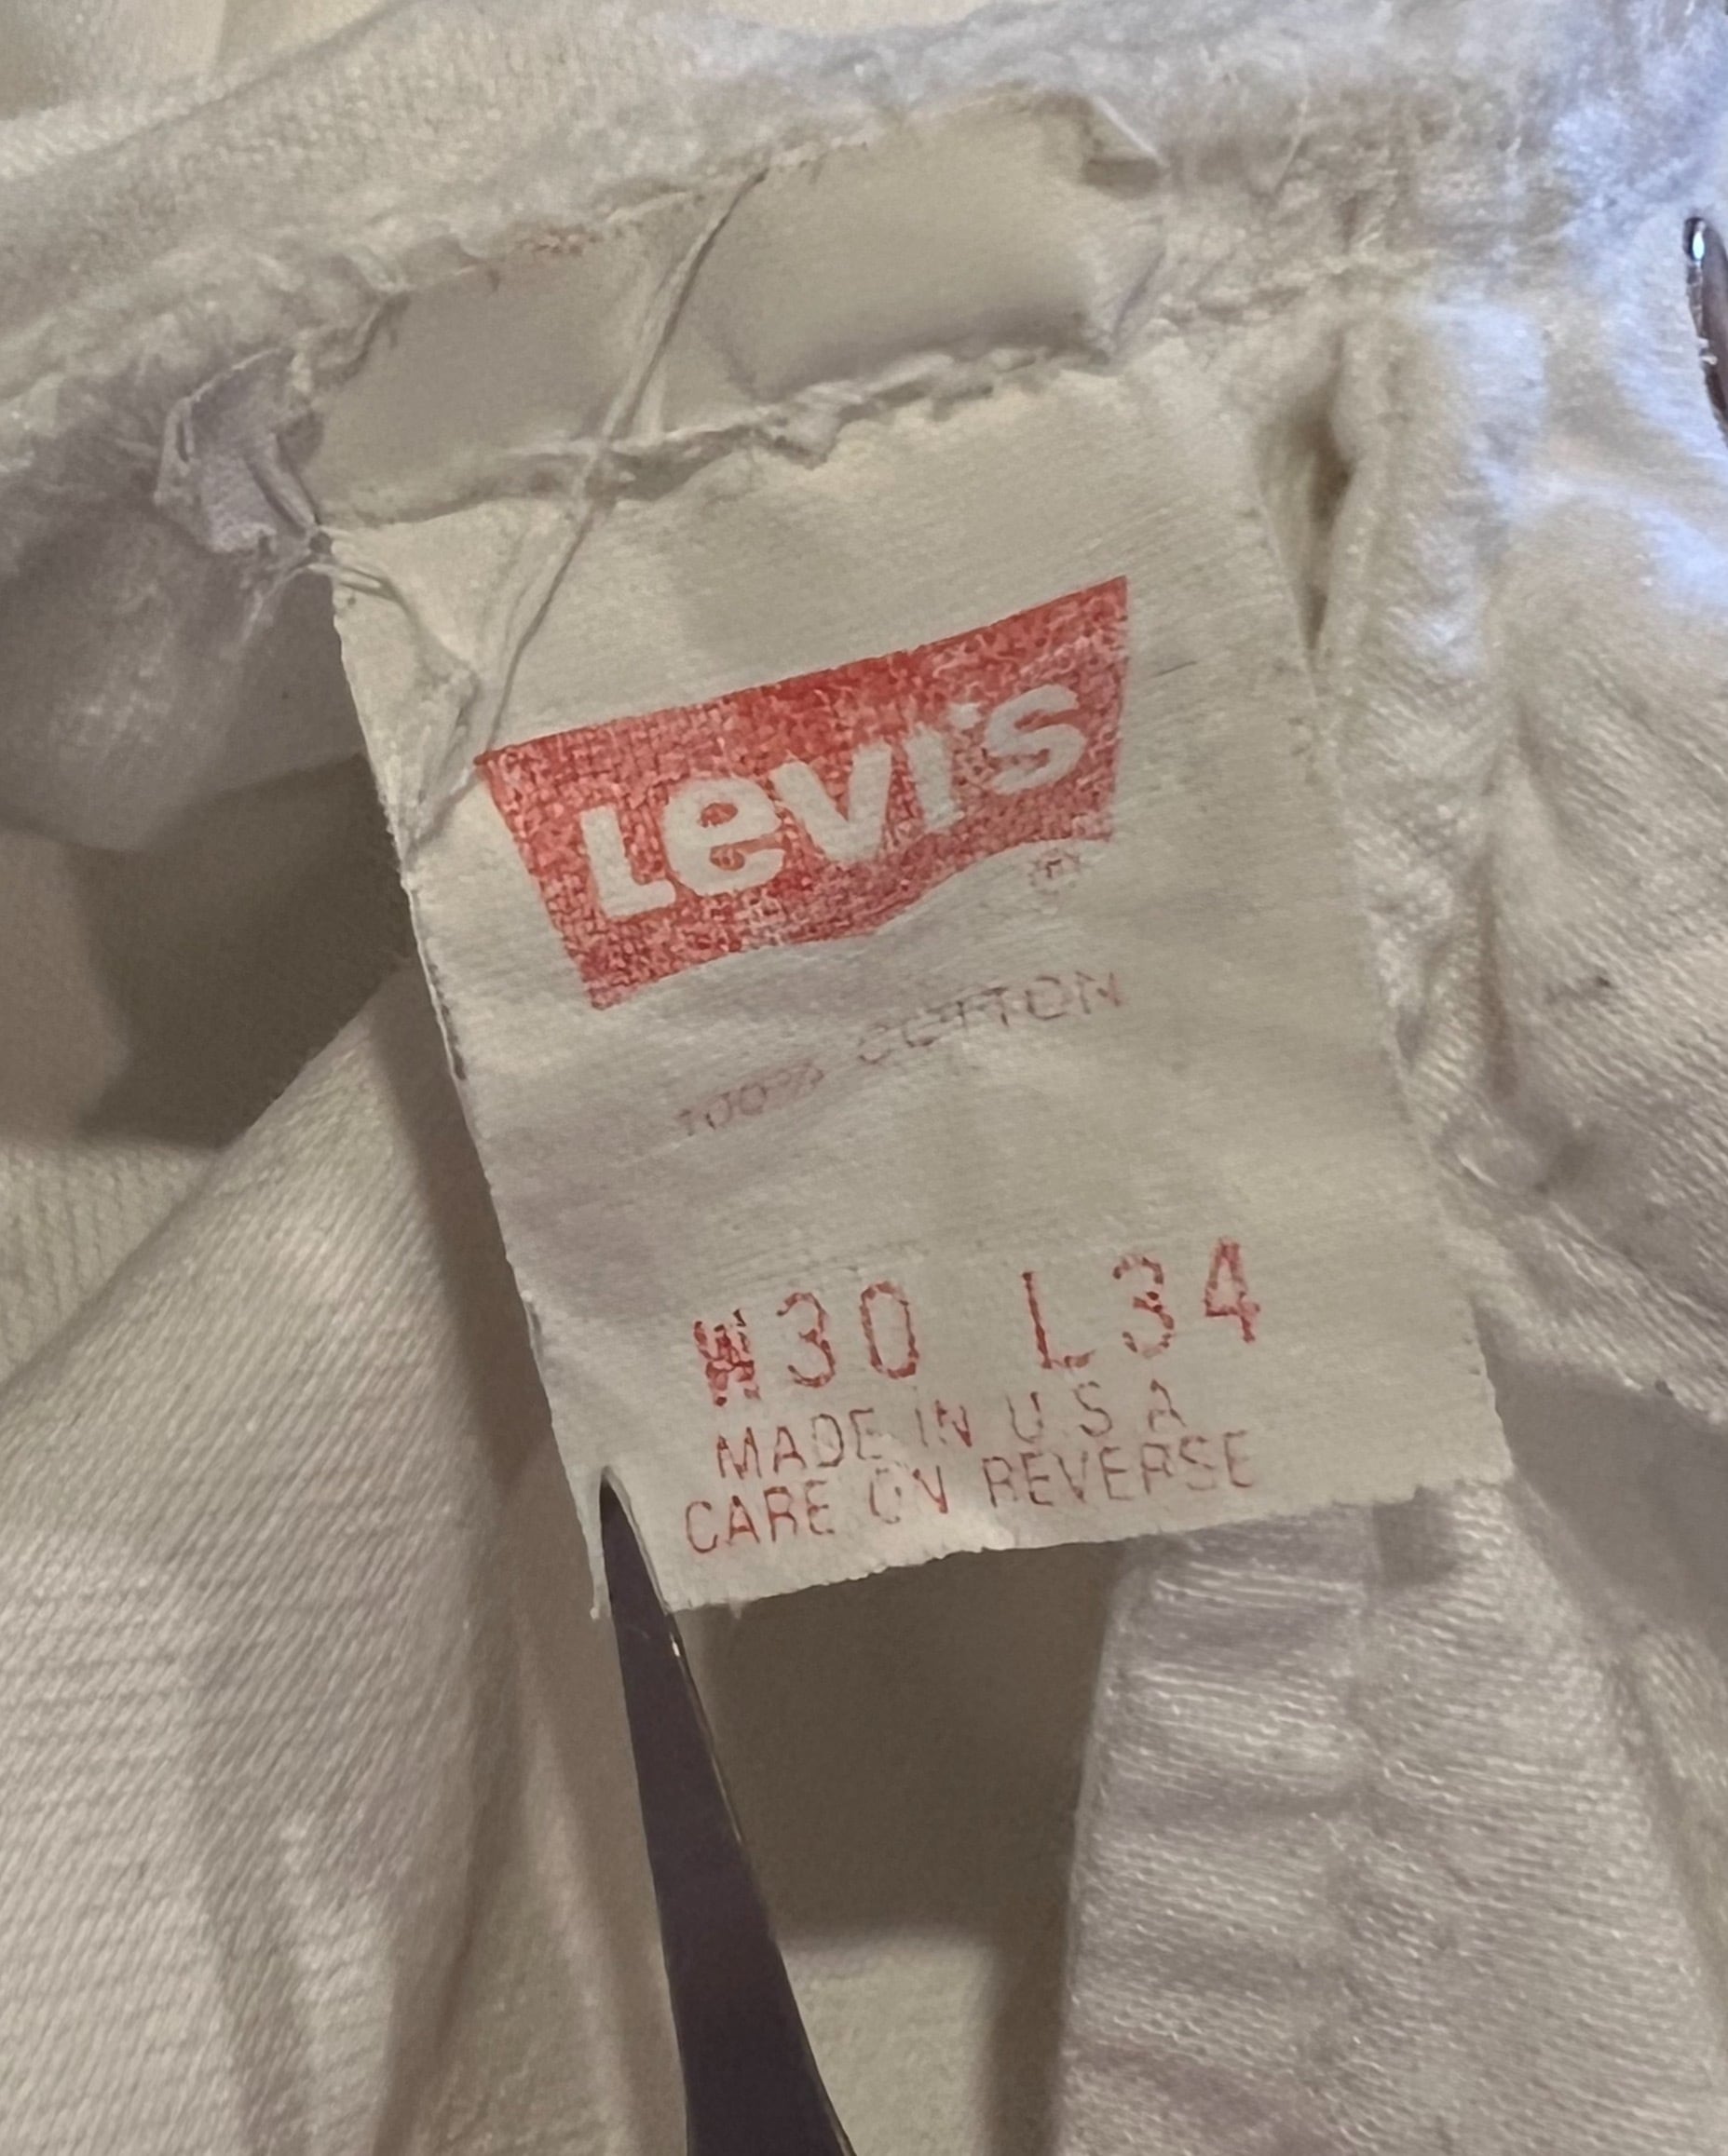 Levi's
®
100% COTTON
W30 L34
MADE IN U S A
CARE ON REVERSE